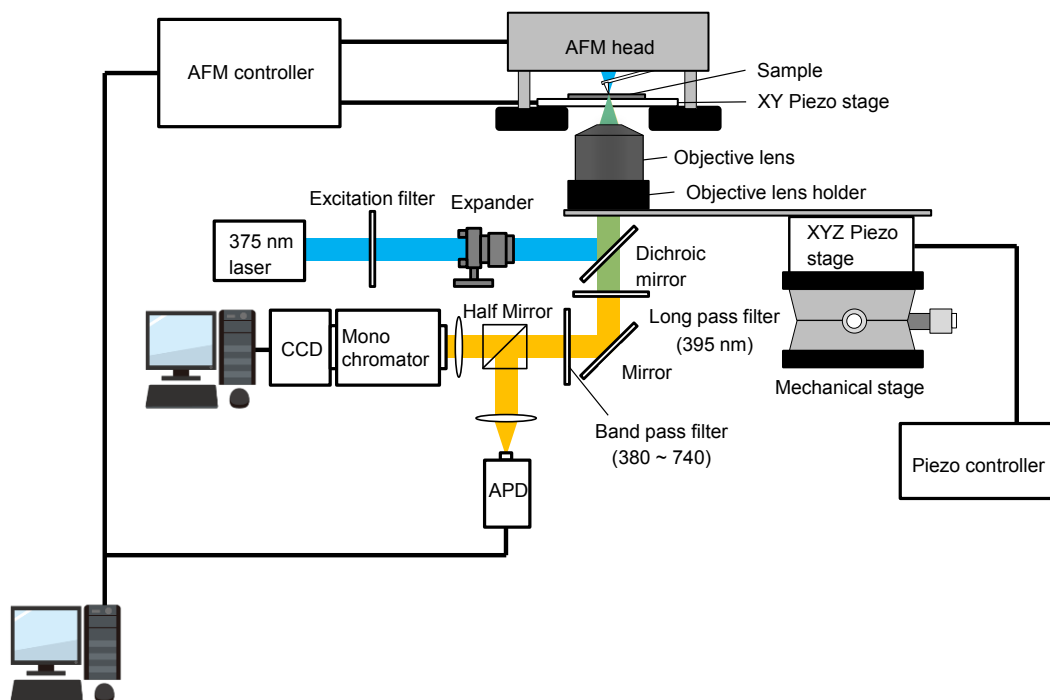 AFM head
AFM controller
Sample
XY Piezo stage
Objective lens
Objective lens holder
Excitation filter
Expander
375 nm
laser
Dichroic
mirror
XYZ Piezo
stage
Half Mirror
Long pass filter
(395 nm)
CCD
Mono
chromator
Mirror
Mechanical stage
Band pass filter
(380 ~ 740)
Piezo controller
APD